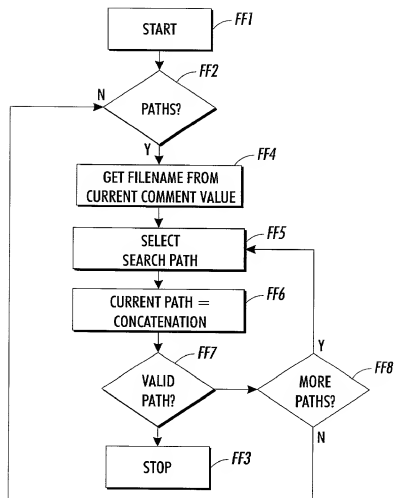 START
FF1
FF2
N
PATHS?
Y
FF4
GET FILENAME FROM
CURRENT COMMENT VALUE
FF5
SELECT
SEARCH PATH
FF6
CURRENT PATH =
CONCATENATION
FF7
VALID
PATH?
Y
FF8
MORE
PATHS?
N
STOP
FF3